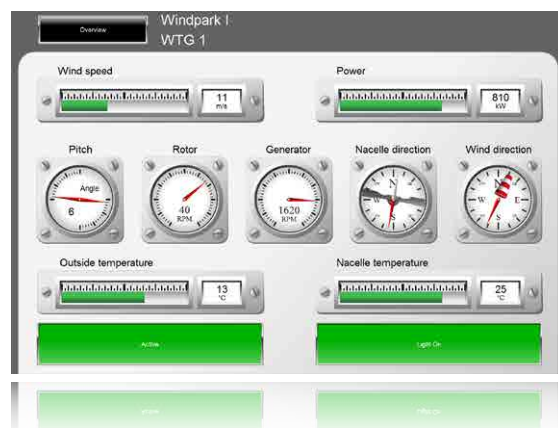 Overview
Windpark I
WTG 1
Wind speed
Power
11
m/s
810
kW
Pitch
Rotor
Generator
Nacelle direction
Wind direction
Angle
6
40
RPM
1620
RPM
N
W
S
N
W
E
S
Outside temperature
Nacelle temperature
13
°C
25
°C
Active
Light On